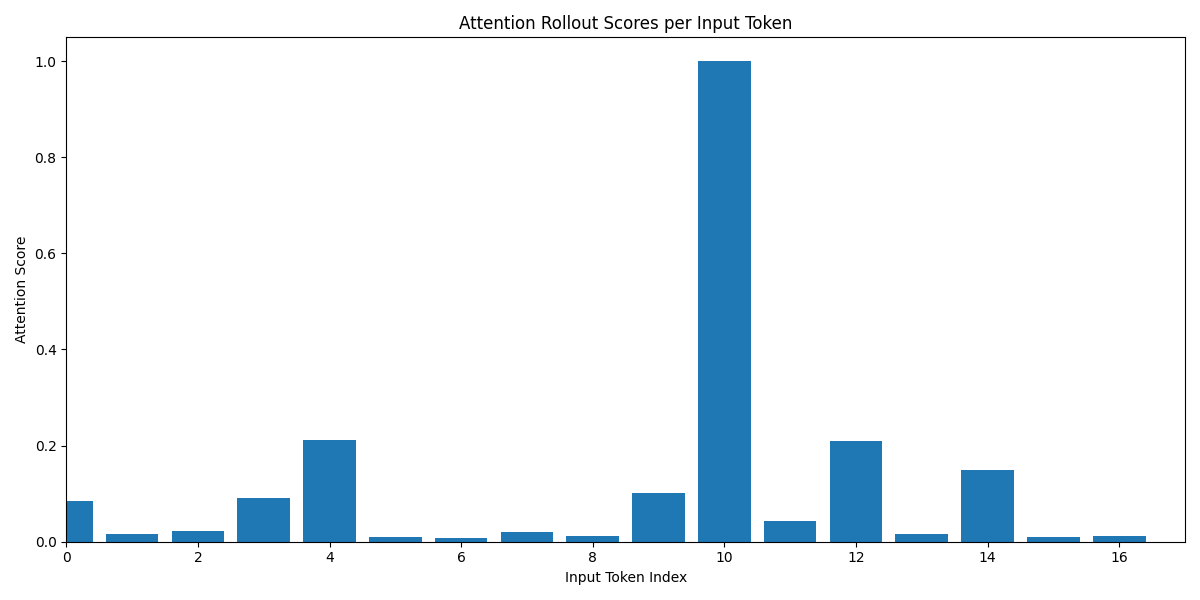 Attention Rollout Scores per Input Token
Attention Score
1.0
0.8
0.6
0.4
0.2
0.0
0 2 4 6 8 10 12 14 16
Input Token Index